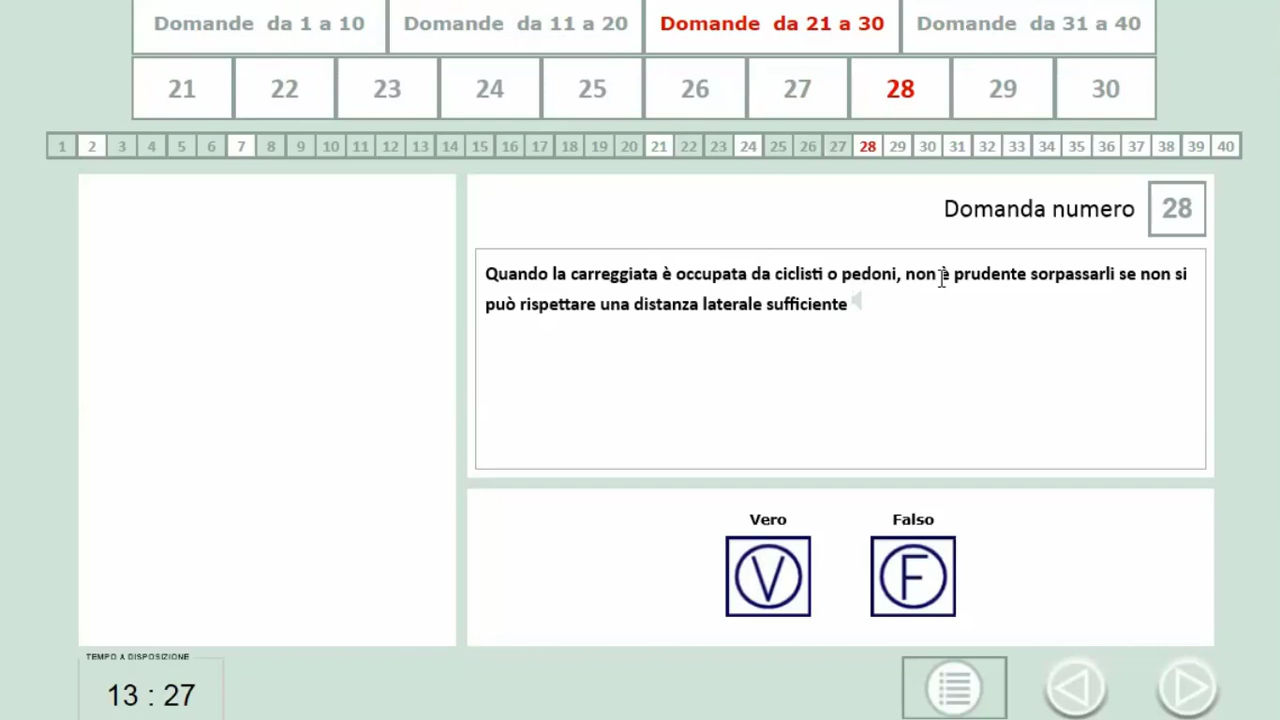 Domande da 1 a 10 Domande da 11 a 20 Domande da 21 a 30 Domande da 31 a 40
21 22 23 24 25 26 27 28 29 30
1 2 3 4 5 6 7 8 9 10 11 12 13 14 15 16 17 18 19 20 21 22 23 24 25 26 27 28 29 30 31 32 33 34 35 36 37 38 39 40
Domanda numero 28
Quando la carreggiata è occupata da ciclisti o pedoni, non è prudente sorpassarli se non si
può rispettare una distanza laterale sufficiente
Vero Falso
V F
TEMPO A DISPOSIZIONE
13 : 27